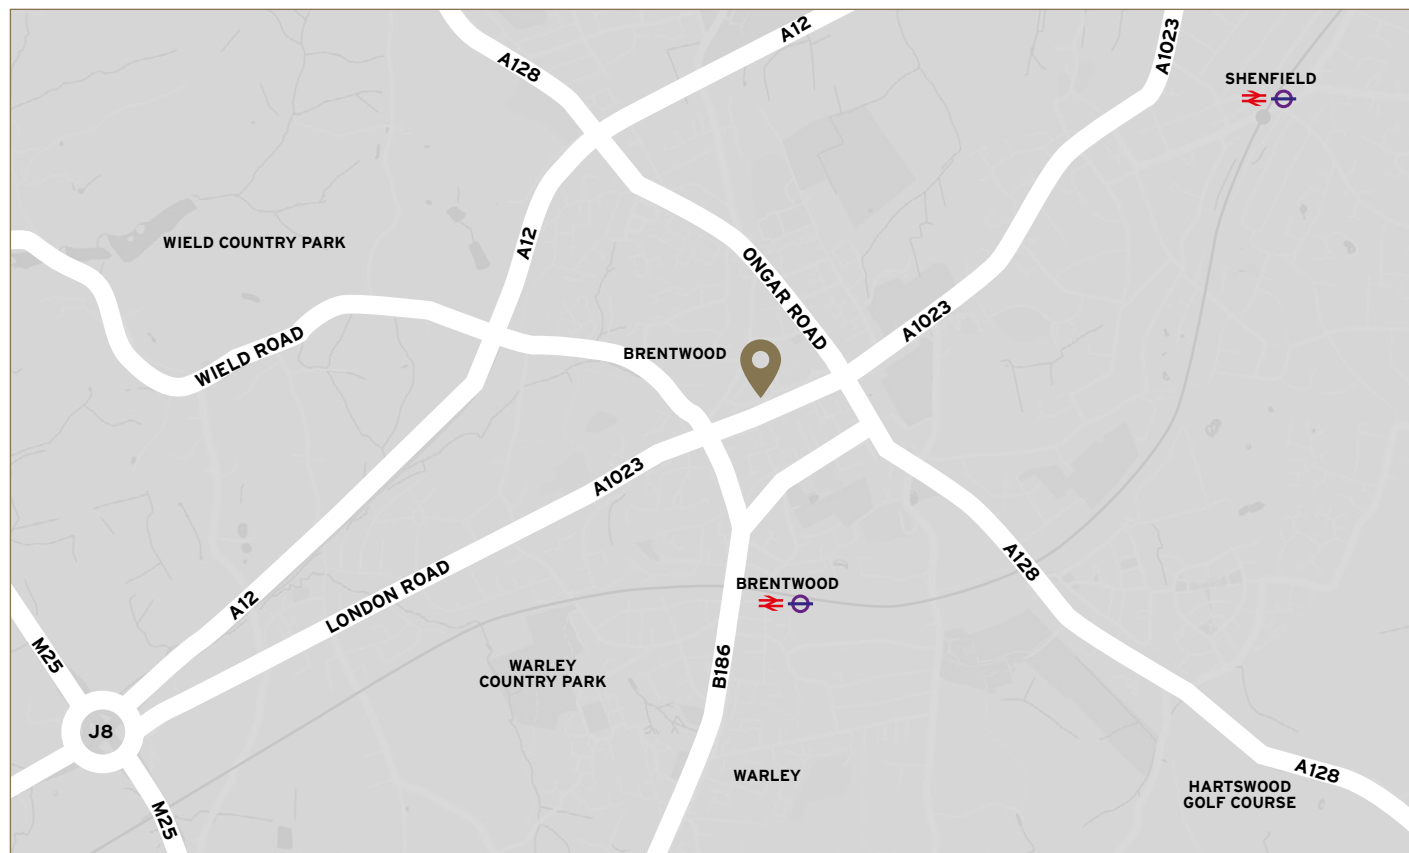 A12
A1023
A128
SHENFIELD
WIELD COUNTRY PARK
A12
ONGAR ROAD
A1023
WIELD ROAD
BRENTWOOD
A1023
LONDON ROAD
A128
BRENTWOOD
A12
M25
WARLEY
COUNTRY PARK
B186
J8
WARLEY
A128
HARTSWOOD
GOLF COURSE
M25